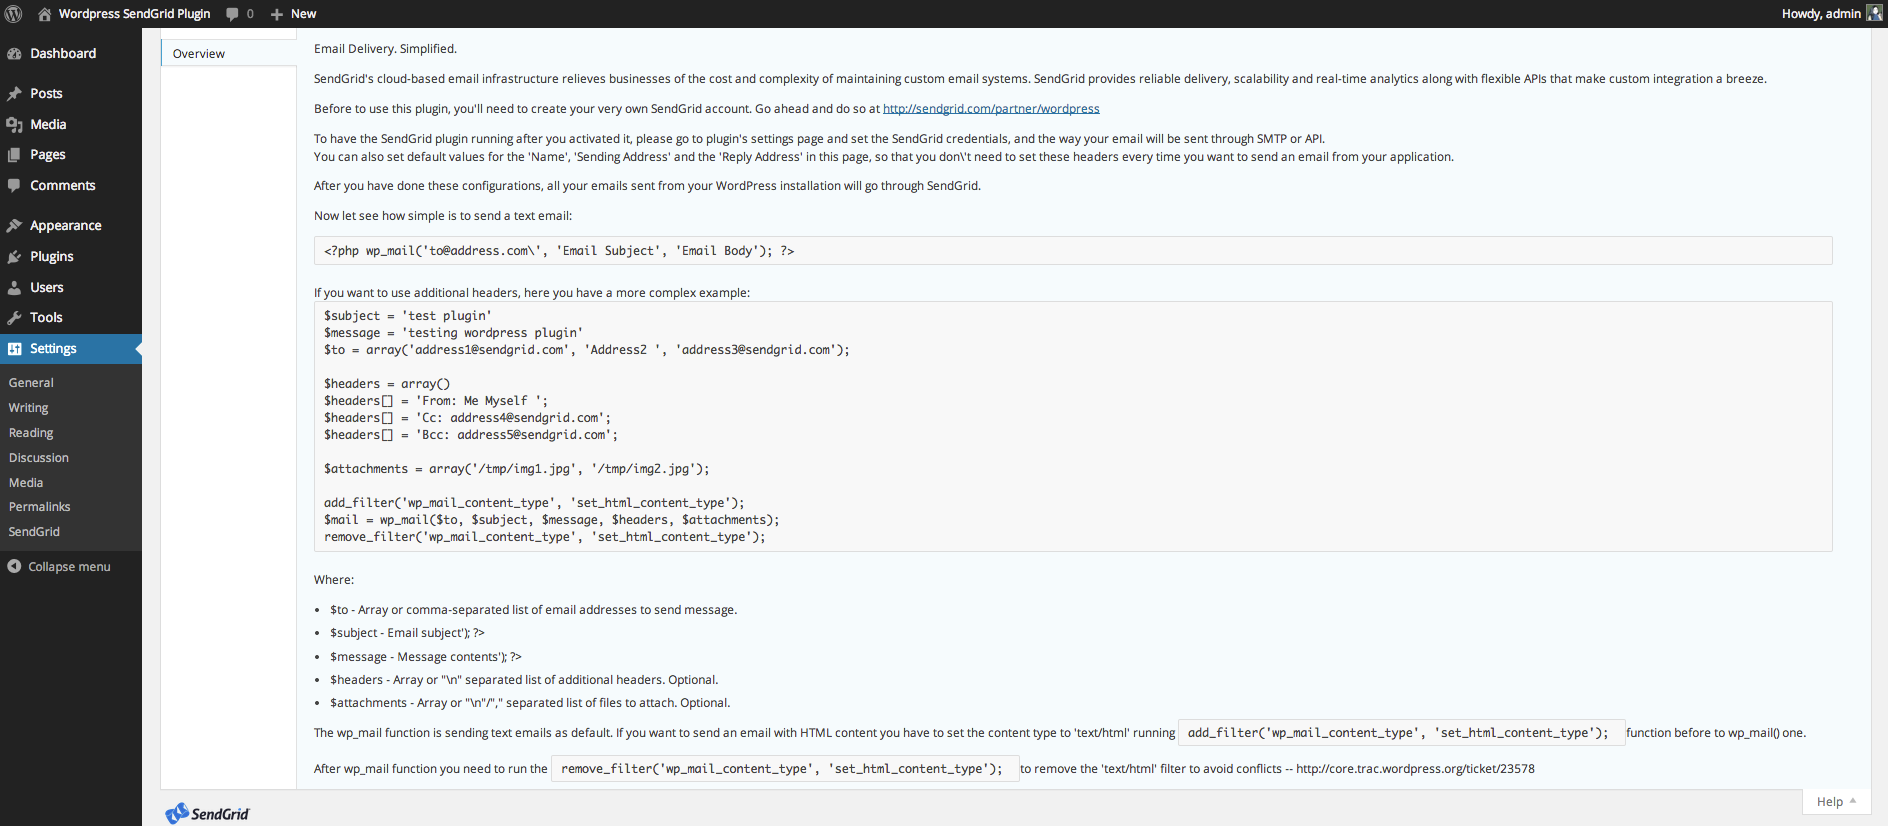 Wordpress SendGrid Plugin 0 New Howdy, admin
Dashboard
Posts
Media
Pages
Comments
Appearance
Plugins
Users
Tools
Settings
General
Writing
Reading
Discussion
Media
Permalinks
SendGrid
Collapse menu
Overview
Email Delivery. Simplified.
SendGrid's cloud-based email infrastructure relieves businesses of the cost and complexity of maintaining custom email systems. SendGrid provides reliable delivery, scalability and real-time analytics along with flexible APIs that make custom integration a breeze.
Before to use this plugin, you'll need to create your very own SendGrid account. Go ahead and do so at http://sendgrid.com/partner/wordpress
To have the SendGrid plugin running after you activated it, please go to plugin's settings page and set the SendGrid credentials, and the way your email will be sent through SMTP or API.
You can also set default values for the 'Name', 'Sending Address' and the 'Reply Address' in this page, so that you don\'t need to set these headers every time you want to send an email from your application.
After you have done these configurations, all your emails sent from your WordPress installation will go through SendGrid.
Now let see how simple is to send a text email:
<?php wp_mail('to@address.com\', 'Email Subject', 'Email Body'); ?>
If you want to use additional headers, here you have a more complex example:
$subject = 'test plugin'
$message = 'testing wordpress plugin'
$to = array('address1@sendgrid.com', 'Address2 ', 'address3@sendgrid.com');
$headers = array()
$headers[] = 'From: Me Myself ';
$headers[] = 'Cc: address4@sendgrid.com';
$headers[] = 'Bcc: address5@sendgrid.com';
$attachments = array('/tmp/img1.jpg', '/tmp/img2.jpg');
add_filter('wp_mail_content_type', 'set_html_content_type');
$mail = wp_mail($to, $subject, $message, $headers, $attachments);
remove_filter('wp_mail_content_type', 'set_html_content_type');
Where:
• $to - Array or comma-separated list of email addresses to send message.
• $subject - Email subject'); ?>
• $message - Message contents'); ?>
• $headers - Array or "\n" separated list of additional headers. Optional.
• $attachments - Array or "\n"/"," separated list of files to attach. Optional.
The wp_mail function is sending text emails as default. If you want to send an email with HTML content you have to set the content type to 'text/html' running add_filter('wp_mail_content_type', 'set_html_content_type'); function before to wp_mail() one.
After wp_mail function you need to run the remove_filter('wp_mail_content_type', 'set_html_content_type'); to remove the 'text/html' filter to avoid conflicts -- http://core.trac.wordpress.org/ticket/23578
Help
SendGrid